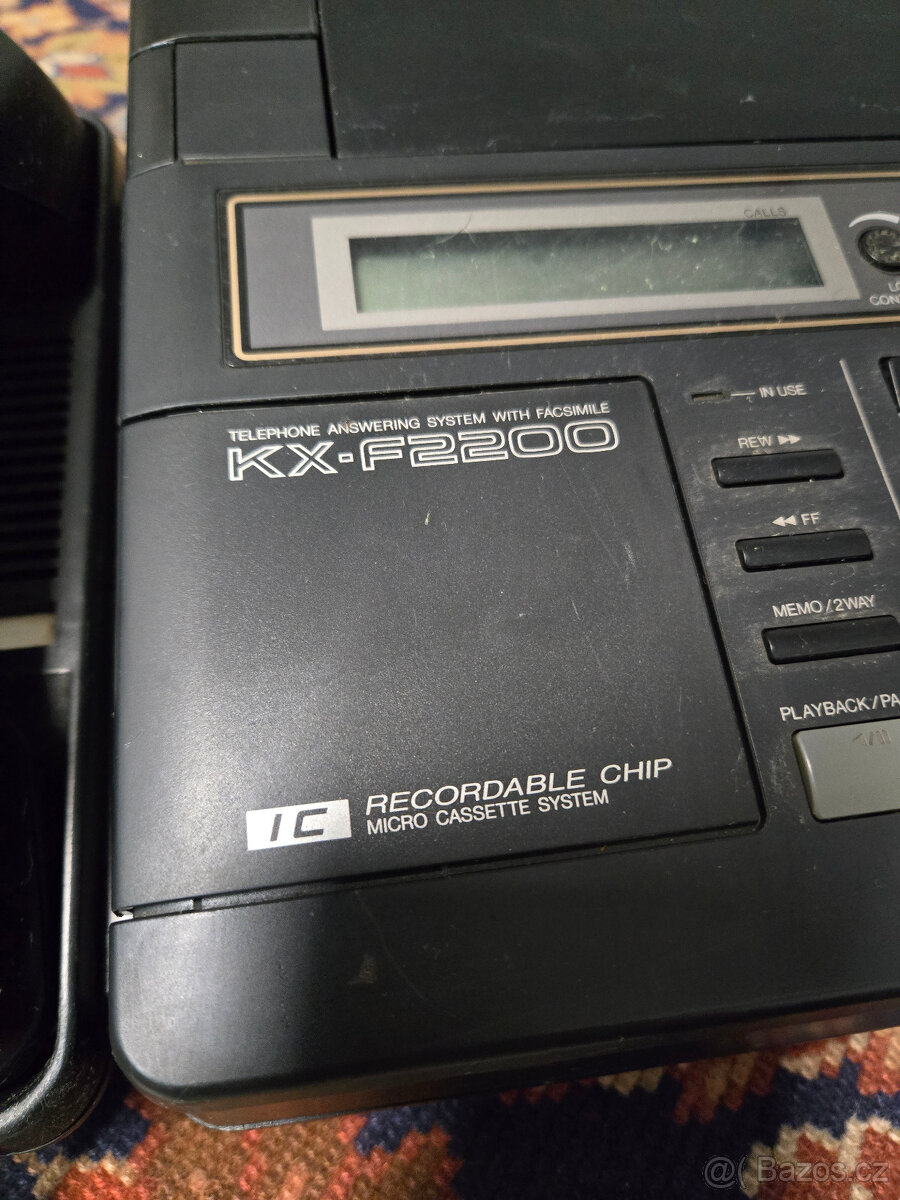 CALLS
IN USE
TELEPHONE ANSWERING SYSTEM WITH FACSIMILE
KX-F2200
REW ▶▶
◀◀ FF
MEMO/2WAY
PLAYBACK/PA
IC
RECORDABLE CHIP
MICRO CASSETTE SYSTEM
@( Bazos.cz